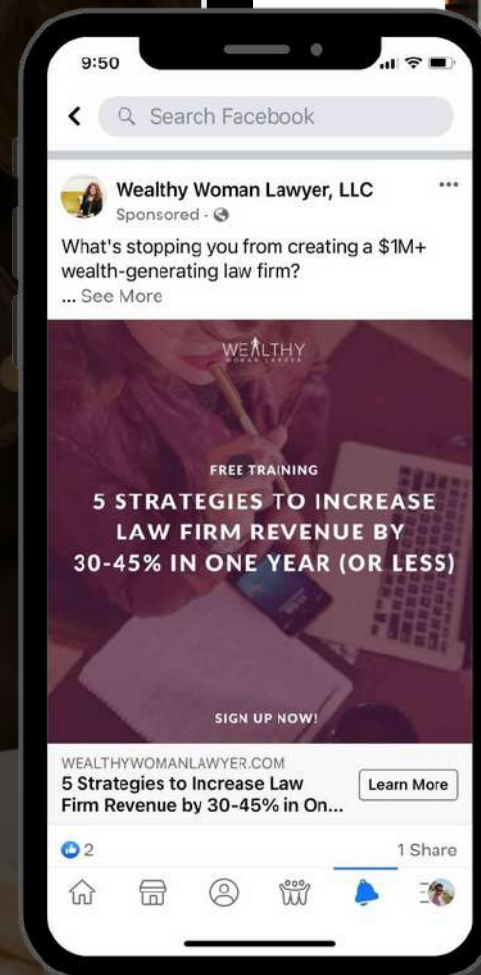 9:50
Search Facebook
Wealthy Woman Lawyer, LLC
Sponsored ·
What's stopping you from creating a $1M+
wealth-generating law firm?
... See More
WEALTHY
WOMAN LAWYER
FREE TRAINING
5 STRATEGIES TO INCREASE
LAW FIRM REVENUE BY
30-45% IN ONE YEAR (OR LESS)
SIGN UP NOW!
WEALTHYWOMANLAWYER.COM
5 Strategies to Increase Law
Firm Revenue by 30-45% in On...
Learn More
2
1 Share